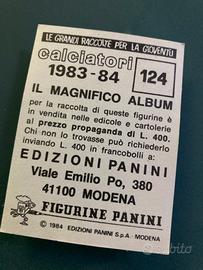 LE GRANDI RACCOLTE PER LA GIOVENTÙ
calciatori
1983-84
124
IL MAGNIFICO ALBUM
per la raccolta di queste figurine è
in vendita nelle edicole e cartolerie
al prezzo propaganda di L. 400.
Chi non lo trovasse può richiederlo
inviando L. 400 in francobolli a:
EDIZIONI PANINI
Viale Emilio Po, 380
41100 MODENA
FIGURINE PANINI
© 1984 EDIZIONI PANINI S.p.A. - MODENA
subito